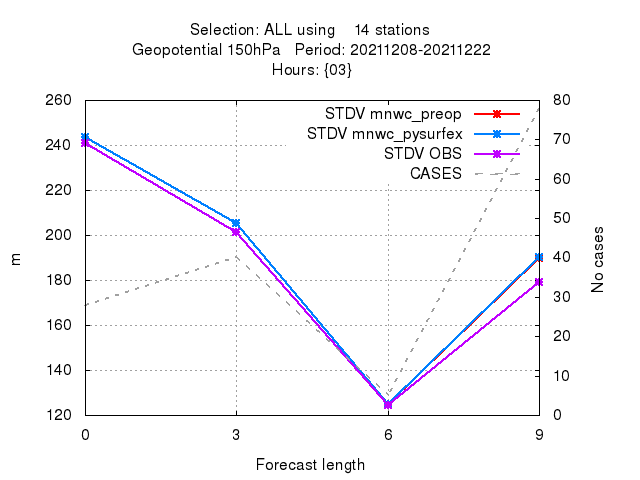 Selection: ALL using 14 stations
Geopotential 150hPa Period: 20211208-20211222
Hours: {03}
STDV mnwc_preop
STDV mnwc_pysurfex
STDV OBS
CASES
260
240
220
200
180
160
140
120
m
80
70
60
50
40
30
20
10
0
No cases
0 3 6 9
Forecast length